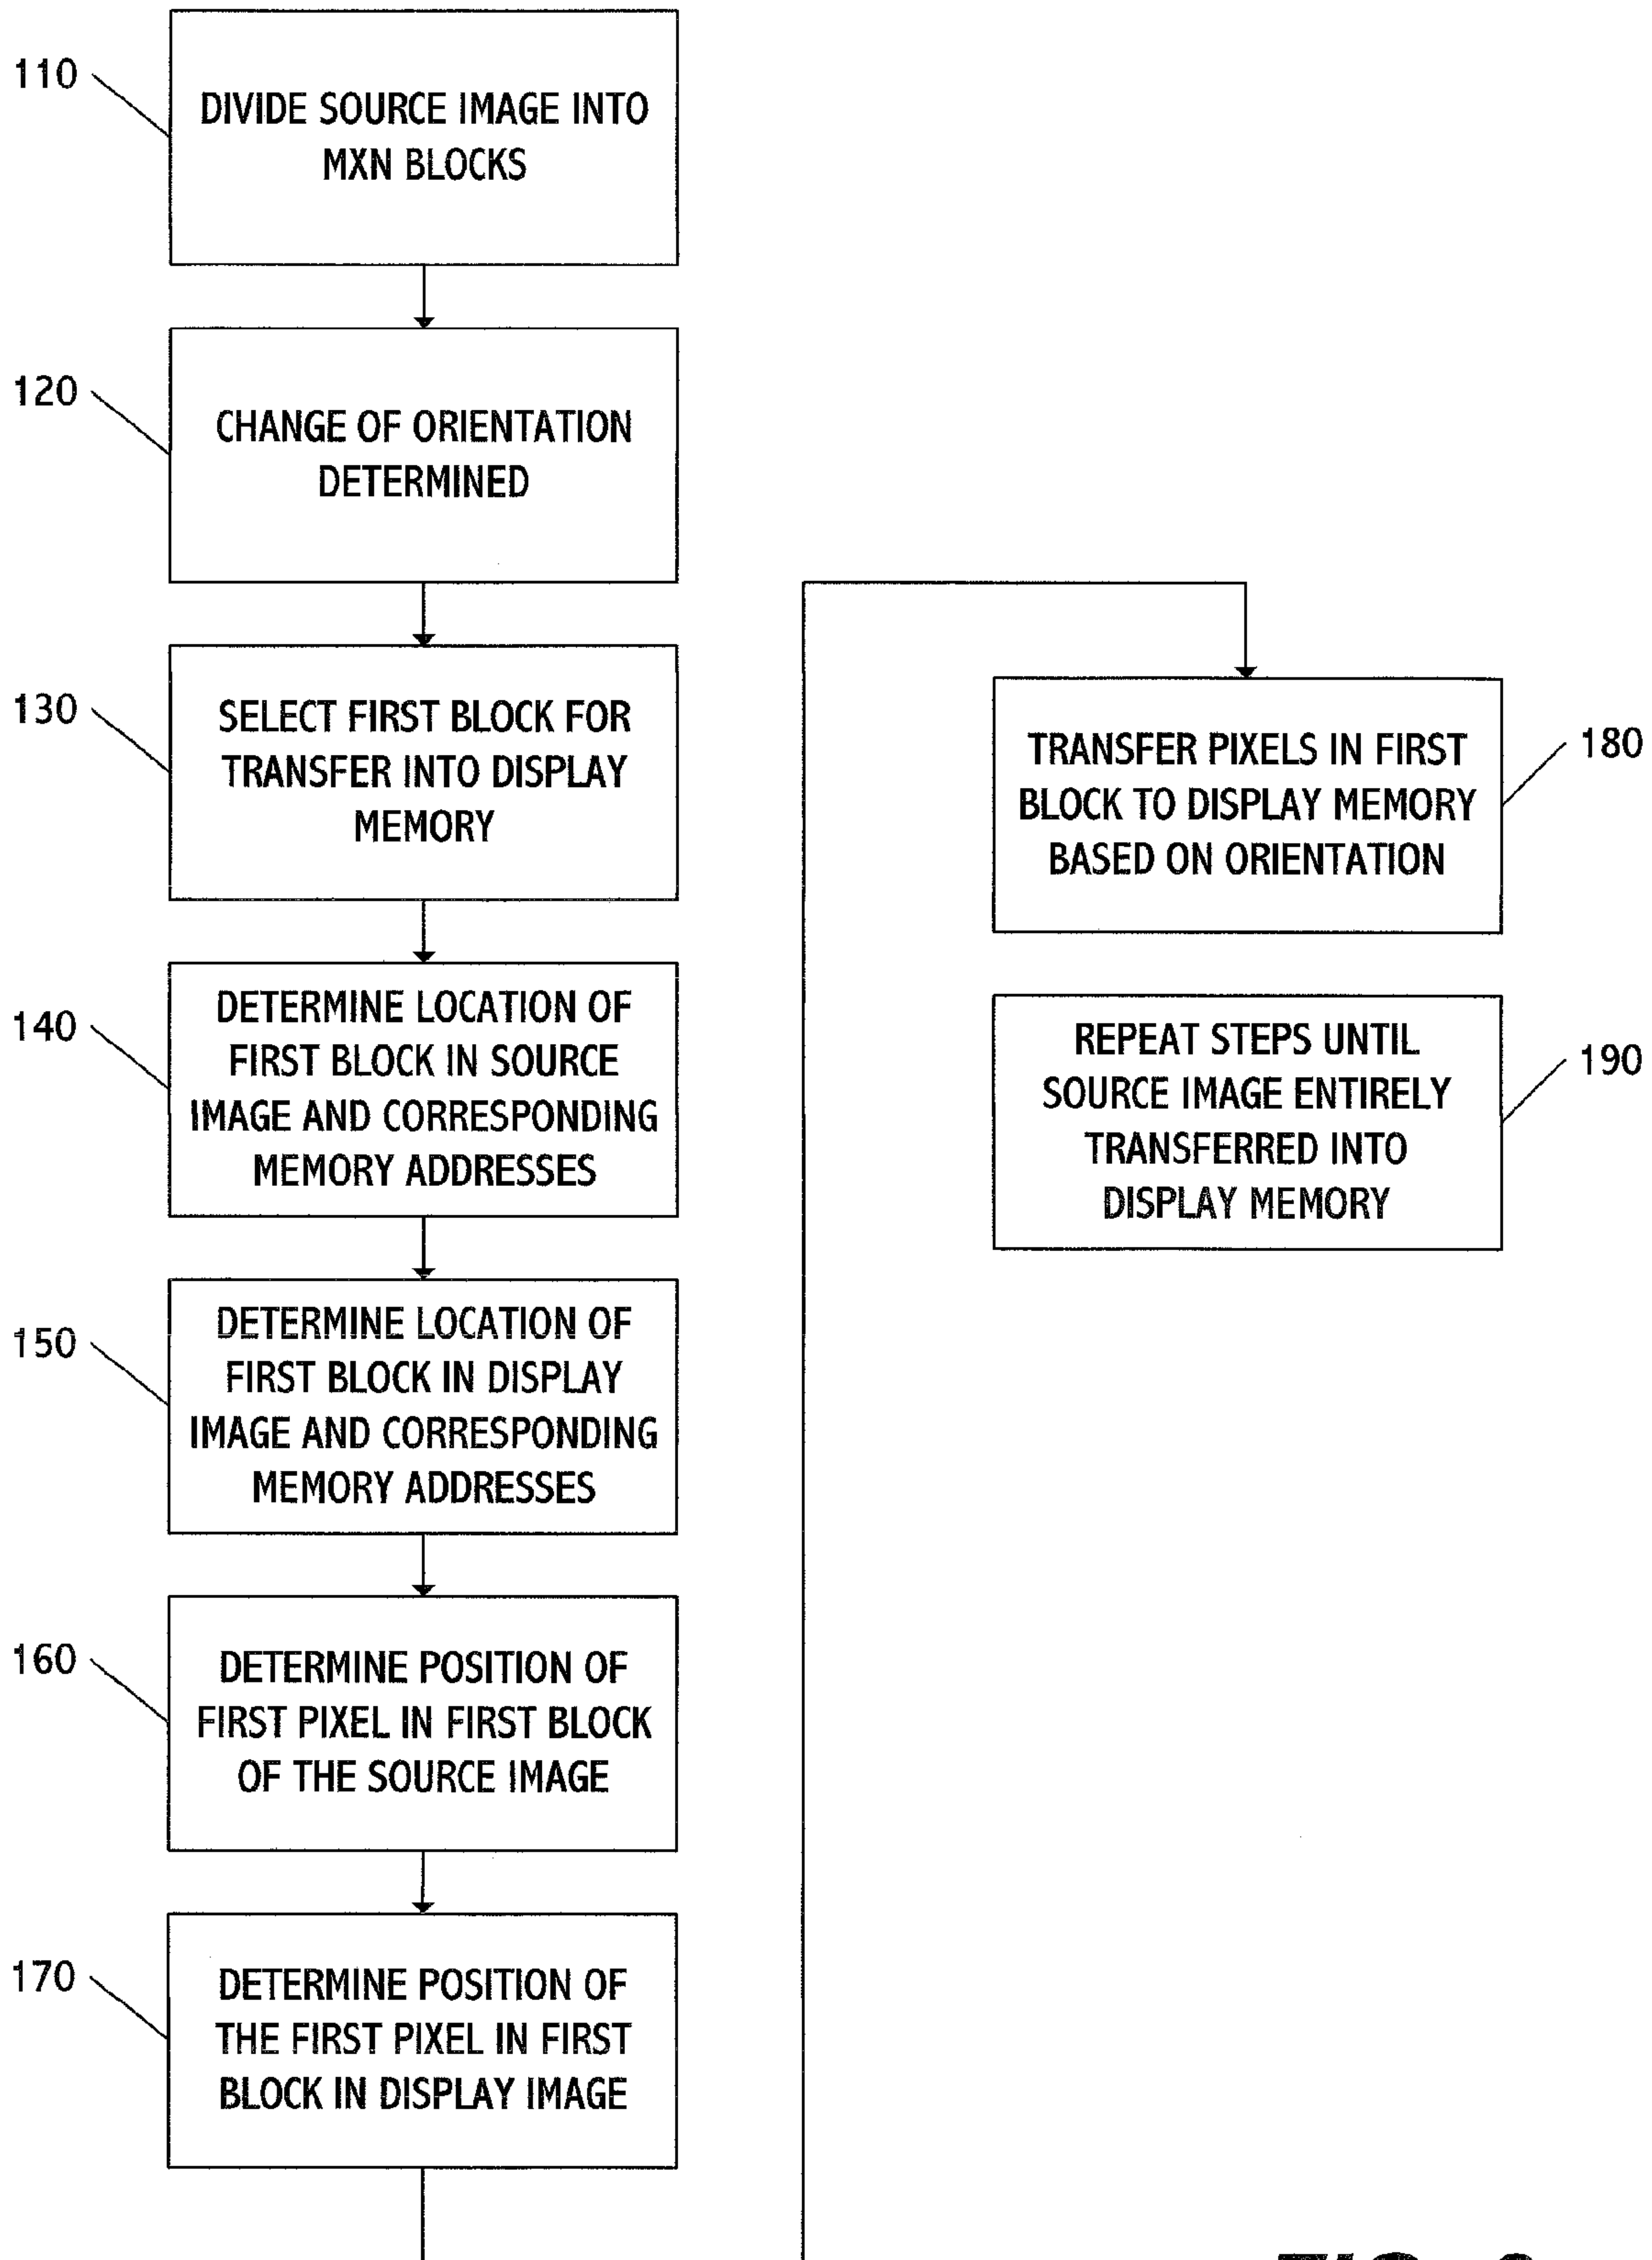 110
DIVIDE SOURCE IMAGE INTO
MXN BLOCKS
120
CHANGE OF ORIENTATION
DETERMINED
130
SELECT FIRST BLOCK FOR
TRANSFER INTO DISPLAY
MEMORY
140
DETERMINE LOCATION OF
FIRST BLOCK IN SOURCE
IMAGE AND CORRESPONDING
MEMORY ADDRESSES
150
DETERMINE LOCATION OF
FIRST BLOCK IN DISPLAY
IMAGE AND CORRESPONDING
MEMORY ADDRESSES
160
DETERMINE POSITION OF
FIRST PIXEL IN FIRST BLOCK
OF THE SOURCE IMAGE
170
DETERMINE POSITION OF
THE FIRST PIXEL IN FIRST
BLOCK IN DISPLAY IMAGE
TRANSFER PIXELS IN FIRST
BLOCK TO DISPLAY MEMORY
BASED ON ORIENTATION
180
REPEAT STEPS UNTIL
SOURCE IMAGE ENTIRELY
TRANSFERRED INTO
DISPLAY MEMORY
190